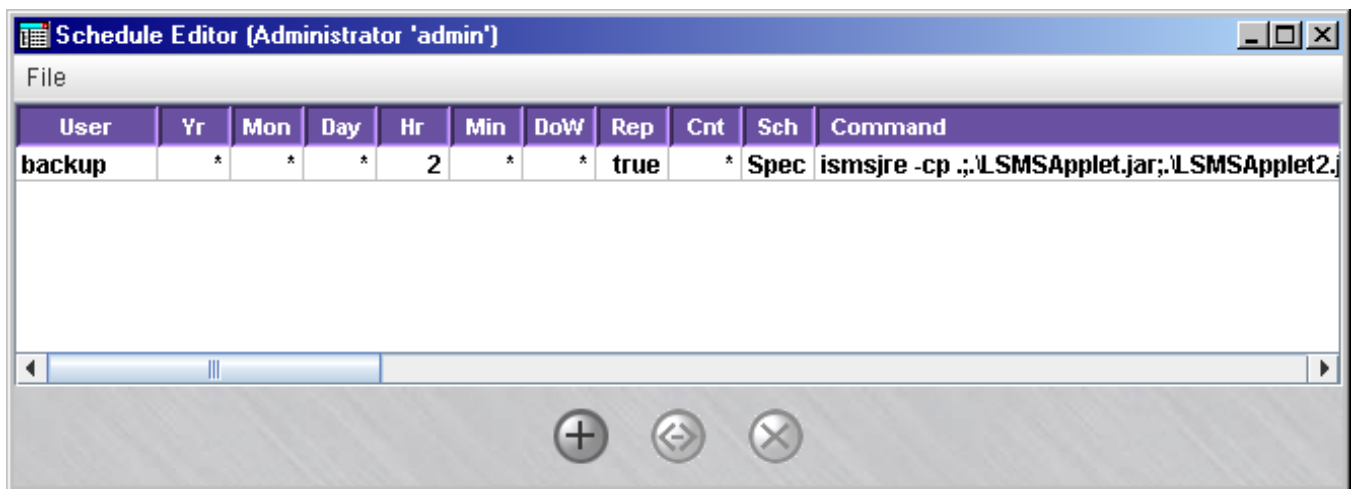 Schedule Editor (Administrator 'admin')
File
User Yr Mon Day Hr Min DoW Rep Cnt Sch Command
backup * * * 2 * * true * Spec ismsjre -cp .;.\LSMSApplet.jar;.\LSMSApplet2.j